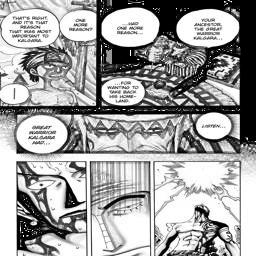 YOUR
ANCESTOR,
THE GREAT
WARRIOR
KALGARA...
...HAD
ONE MORE
REASON...
...FOR
WANTING TO
TAKE BACK
HIS HOME-
LAND.
ONE
MORE
REASON?
THAT'S RIGHT.
AND IT'S THAT
REASON
THAT WAS MOST
IMPORTANT TO
KALGARA.
LISTEN...
GREAT
WARRIOR
KALGARA
HAD...